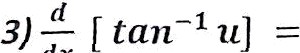 3) d/dx [ tan⁻¹ u] =